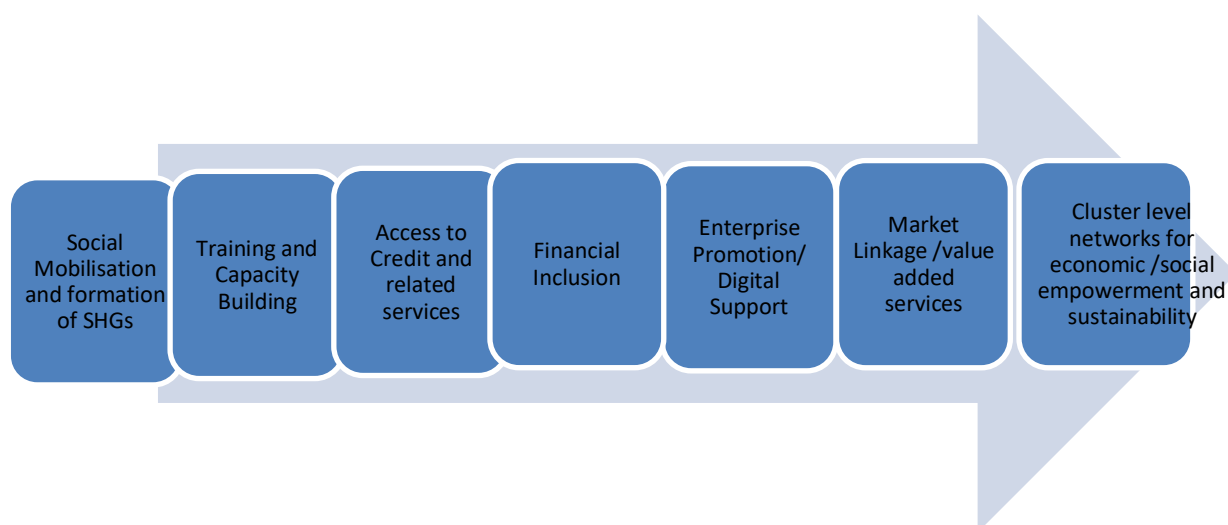 Social
Mobilisation
and formation
of SHGs
Training and
Capacity
Building
Access to
Credit and
related
services
Financial
Inclusion
Enterprise
Promotion/
Digital
Support
Market
Linkage /value
added
services
Cluster level
networks for
economic /social
empowerment and
sustainability